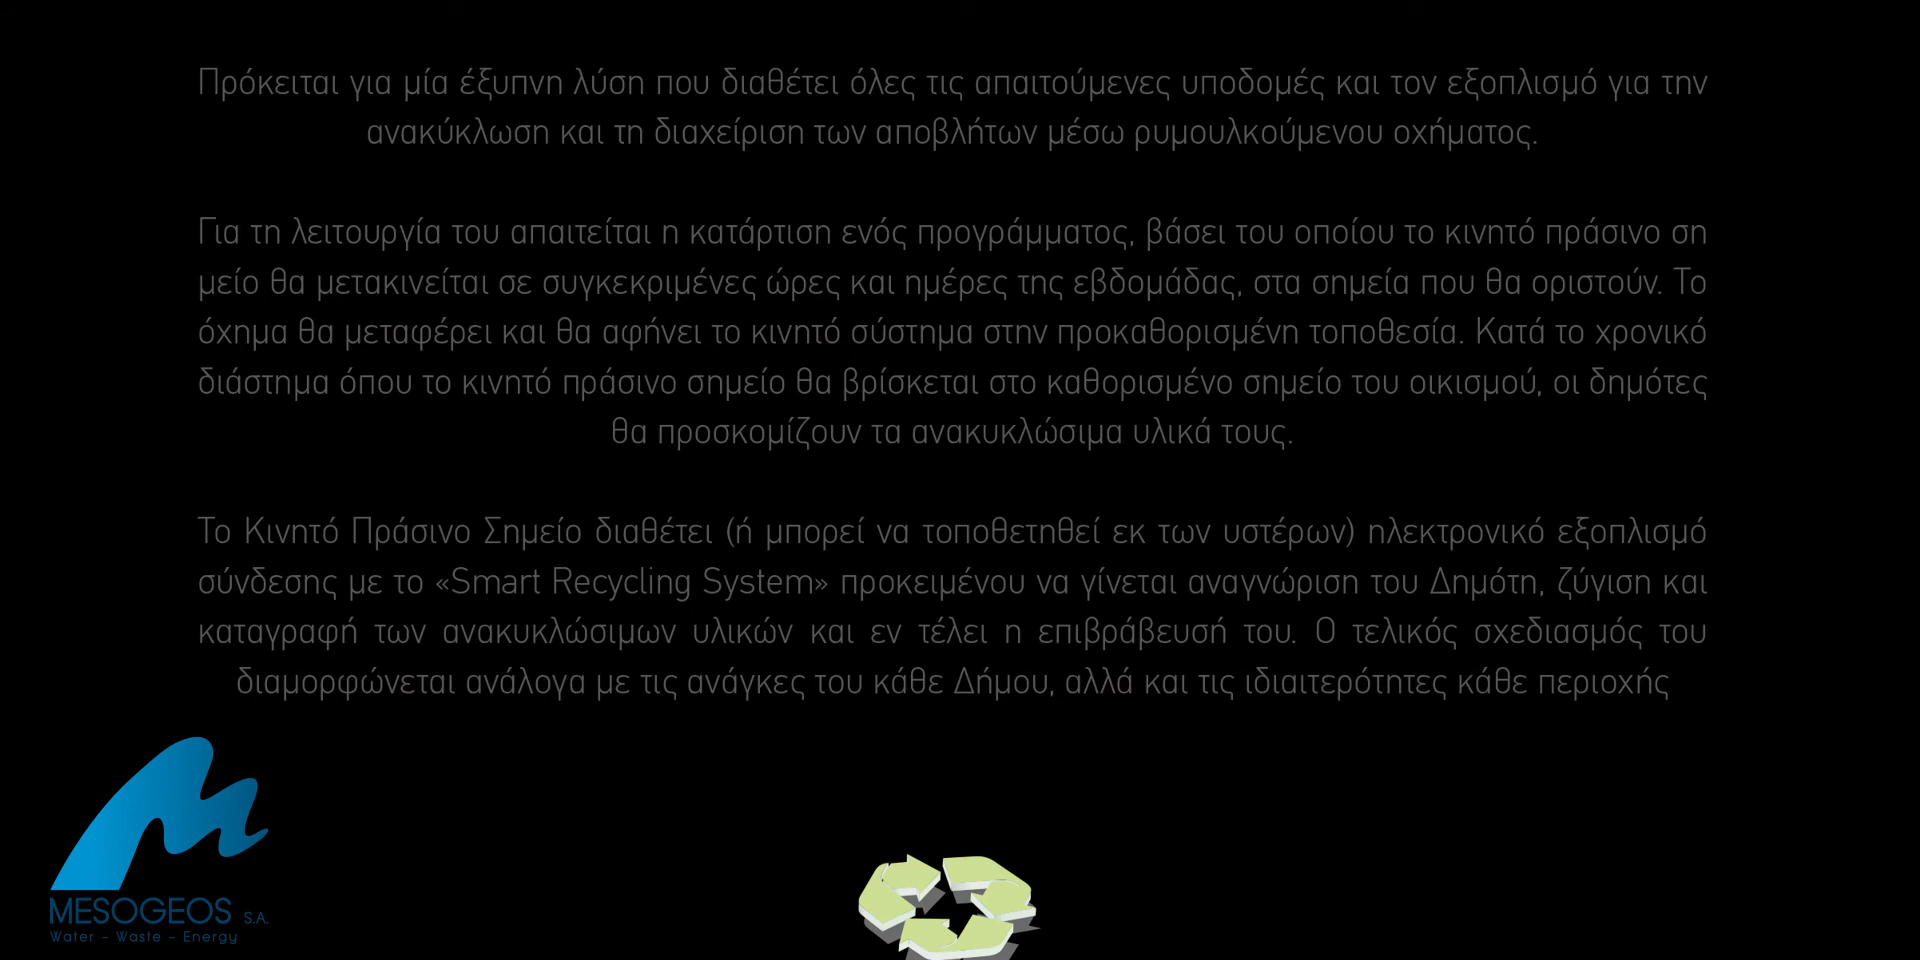 Πρόκειται για μία έξυπνη λύση που διαθέτει όλες τις απαιτούμενες υποδομές και τον εξοπλισμό για την
ανακύκλωση και τη διαχείριση των αποβλήτων μέσω ρυμουλκούμενου οχήματος.
Για τη λειτουργία του απαιτείται η κατάρτιση ενός προγράμματος, βάσει του οποίου το κινητό πράσινο ση
μείο θα μετακινείται σε συγκεκριμένες ώρες και ημέρες της εβδομάδας, στα σημεία που θα οριστούν. Το
όχημα θα μεταφέρει και θα αφήνει το κινητό σύστημα στην προκαθορισμένη τοποθεσία. Κατά το χρονικό
διάστημα όπου το κινητό πράσινο σημείο θα βρίσκεται στο καθορισμένο σημείο του οικισμού, οι δημότες
θα προσκομίζουν τα ανακυκλώσιμα υλικά τους.
Το Κινητό Πράσινο Σημείο διαθέτει (ή μπορεί να τοποθετηθεί εκ των υστέρων) ηλεκτρονικό εξοπλισμό
σύνδεσης με το «Smart Recycling System» προκειμένου να γίνεται αναγνώριση του Δημότη, ζύγιση και
καταγραφή των ανακυκλώσιμων υλικών και εν τέλει η επιβράβευσή του. Ο τελικός σχεδιασμός του
διαμορφώνεται ανάλογα με τις ανάγκες του κάθε Δήμου, αλλά και τις ιδιαιτερότητες κάθε περιοχής
MESOGEOS S.A.
Water – Waste – Energy